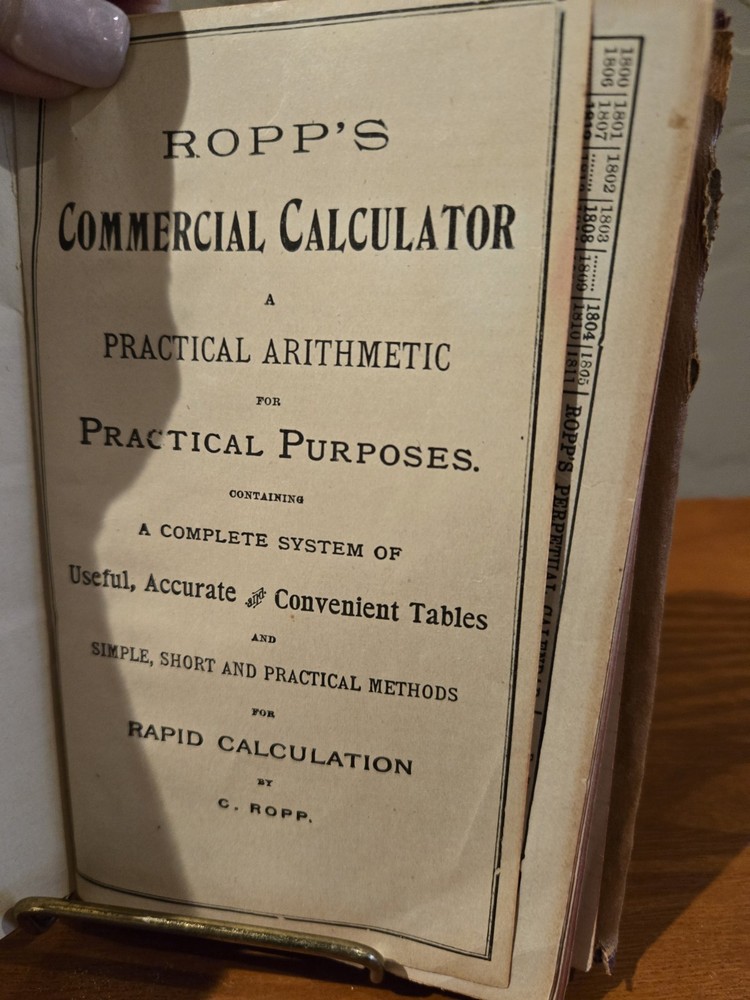 ROPP'S
COMMERCIAL CALCULATOR
A
PRACTICAL ARITHMETIC
FOR
PRACTICAL PURPOSES.
CONTAINING
A COMPLETE SYSTEM OF
Useful, Accurate and Convenient Tables
AND
SIMPLE, SHORT AND PRACTICAL METHODS
FOR
RAPID CALCULATION
BY
C. ROPP.
1800 | 1801 | 1802 | 1803 | ........ | 1804 | 1805 |
1806 | 1807 | ........ | 1808 | 1809 | 1810 | 1811 |
ROPP'S PERPETUAL